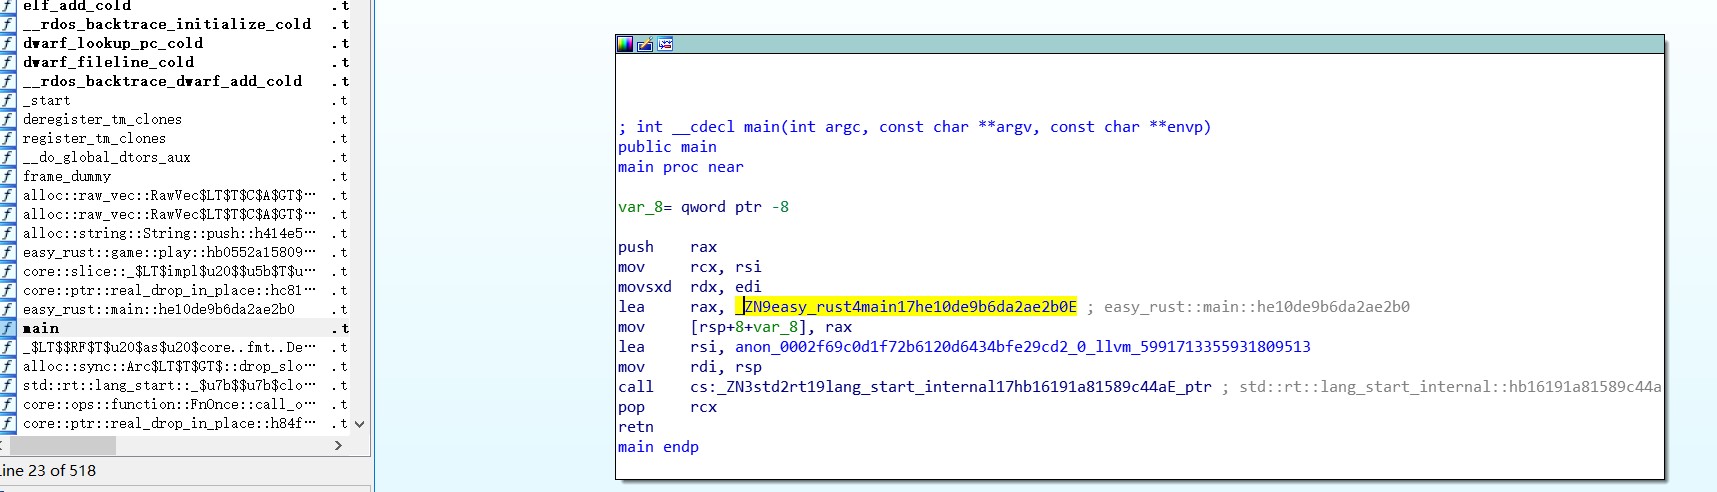 elf_add_cold .t
__rdos_backtrace_initialize_cold .t
dwarf_lookup_pc_cold .t
dwarf_fileline_cold .t
__rdos_backtrace_dwarf_add_cold .t
_start .t
deregister_tm_clones .t
register_tm_clones .t
__do_global_dtors_aux .t
frame_dummy .t
alloc::raw_vec::RawVec$LT$T$C$A$GT$… .t
alloc::raw_vec::RawVec$LT$T$C$A$GT$… .t
alloc::string::String::push::h414e5… .t
easy_rust::game::play::hb0552a15809… .t
core::slice::_$LT$impl$u20$$u5b$T$u… .t
core::ptr::real_drop_in_place::hc81… .t
easy_rust::main::he10de9b6da2ae2b0 .t
main .t
_$LT$$RF$T$u20$as$u20$core..fmt..De… .t
alloc::sync::Arc$LT$T$GT$::drop_slo… .t
std::rt::lang_start::_$u7b$$u7b$clo… .t
core::ops::function::FnOnce::call_o… .t
core::ptr::real_drop_in_place::h84f… .t
ine 23 of 518
; int __cdecl main(int argc, const char **argv, const char **envp)
public main
main proc near
var_8= qword ptr -8
push rax
mov rcx, rsi
movsxd rdx, edi
lea rax, _ZN9easy_rust4main17he10de9b6da2ae2b0E ; easy_rust::main::he10de9b6da2ae2b0
mov [rsp+8+var_8], rax
lea rsi, anon_0002f69c0d1f72b6120d6434bfe29cd2_0_llvm_5991713355931809513
mov rdi, rsp
call cs:_ZN3std2rt19lang_start_internal17hb16191a81589c44aE_ptr ; std::rt::lang_start_internal::hb16191a81589c44a
pop rcx
retn
main endp